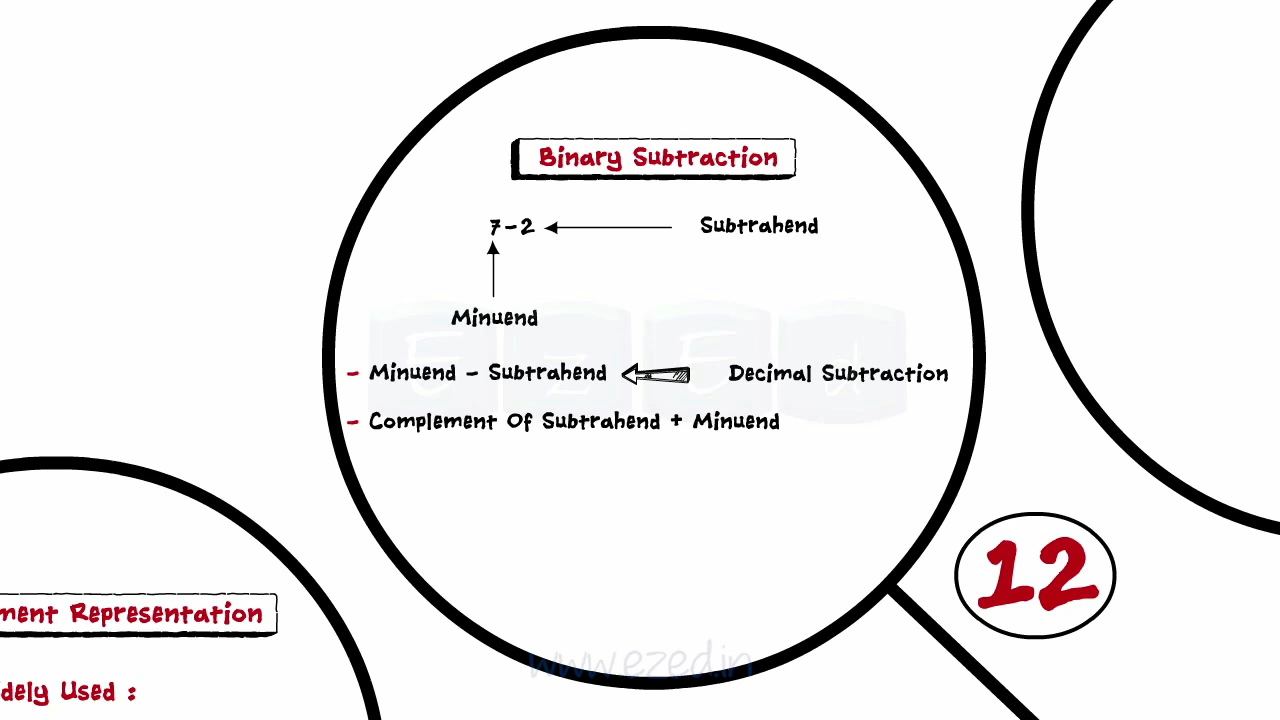 Binary Subtraction
7-2 Subtrahend
Minuend
- Minuend - Subtrahend Decimal Subtraction
- Complement Of Subtrahend + Minuend
12
ment Representation
dely Used :
EzEd
www.ezed.in